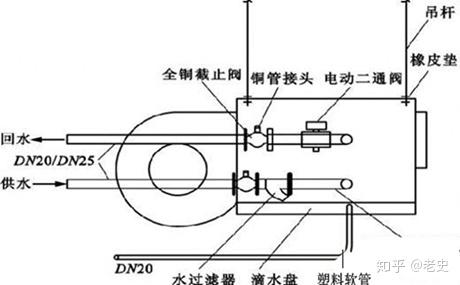 吊杆
橡皮垫
全铜截止阀
铜管接头
电动二通阀
回水
DN20/DN25
供水
DN20
水过滤器
滴水盘
塑料软管
知乎 @老史